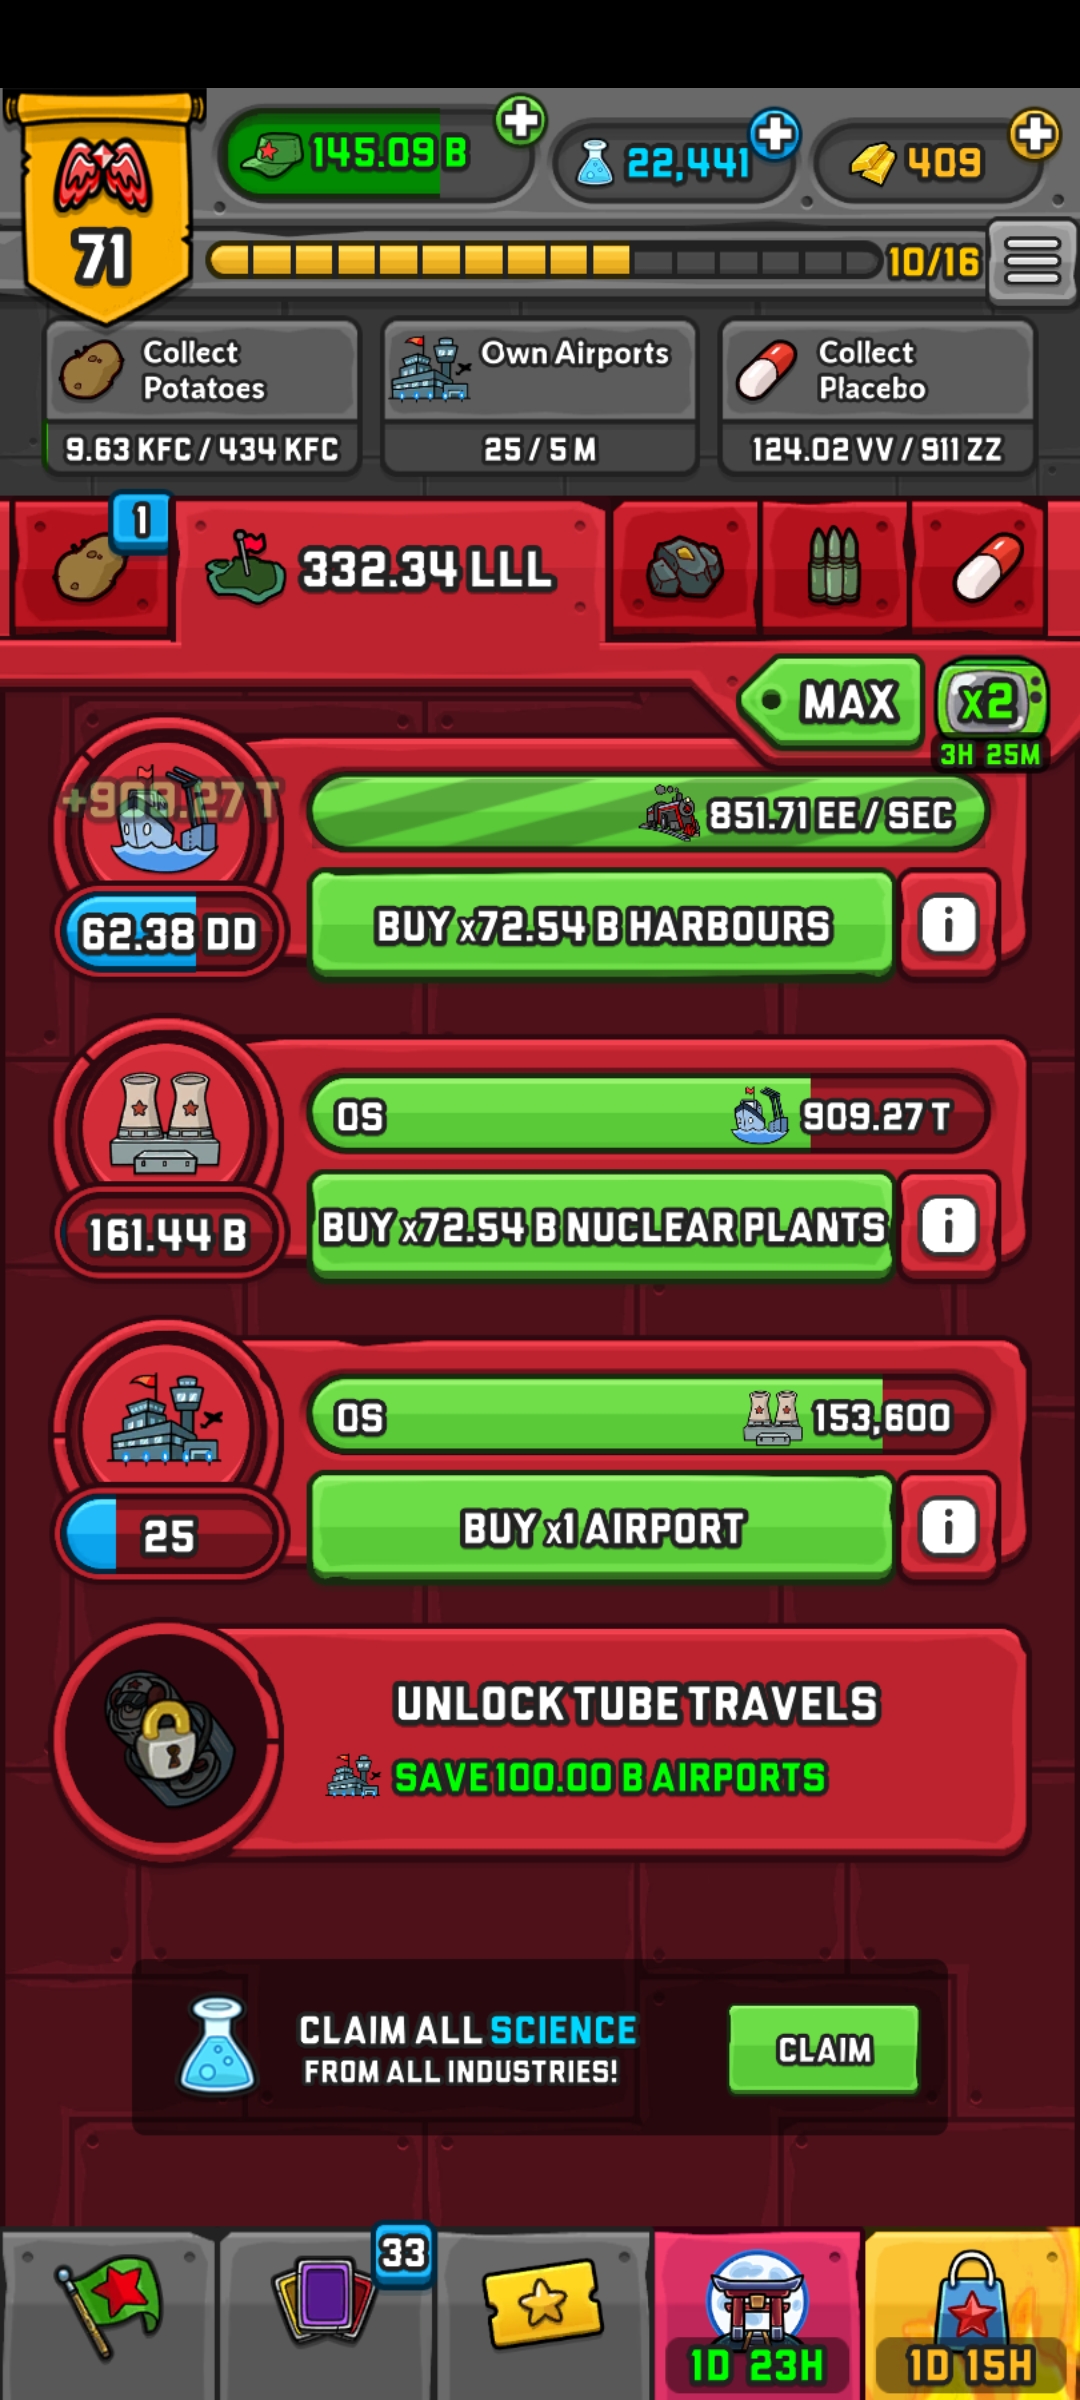 145.09 B
22,441
409
71
10/16
Collect
Potatoes
Own Airports
Collect
Placebo
9.63 KFC / 434 KFC
25 / 5 M
124.02 VV / 911 ZZ
1
332.34 LLL
MAX
x2
3H 25M
+909.27 T
851.71 EE / SEC
62.38 DD
BUY x72.54 B HARBOURS
i
0S
909.27 T
161.44 B
BUY x72.54 B NUCLEAR PLANTS
i
0S
153,600
25
BUY x1 AIRPORT
i
UNLOCK TUBE TRAVELS
SAVE 100.00 B AIRPORTS
CLAIM ALL SCIENCE
FROM ALL INDUSTRIES!
CLAIM
33
1D 23H
1D 15H